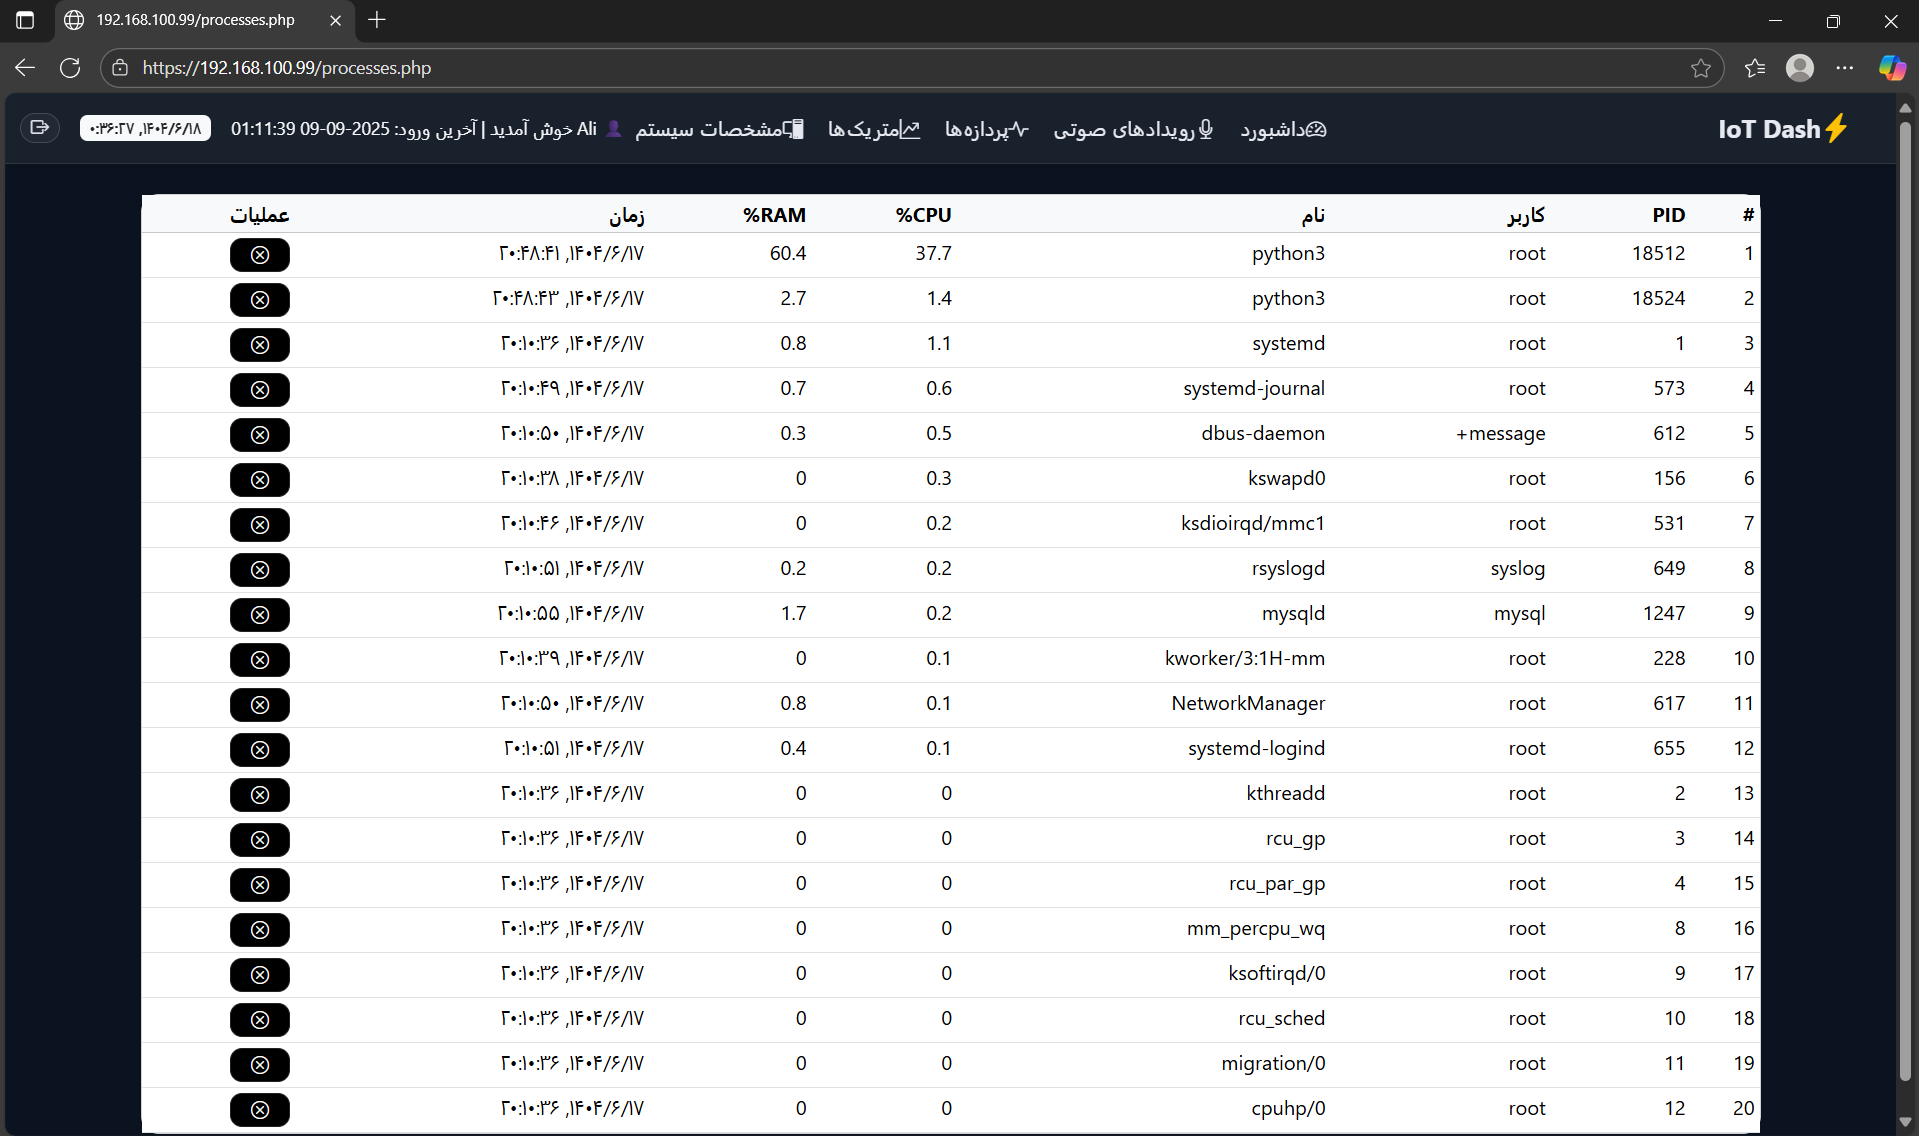 192.168.100.99/processes.php
https://192.168.100.99/processes.php
IoT Dash⚡ داشبورد رویدادهای صوتی پردازه‌ها متریک‌ها مشخصات سیستم 👤 Ali خوش آمدید | آخرین ورود: 2025-09-09 01:11:39 ۱۴۰۴/۶/۱۸, ۰:۳۶:۲۷
# PID کاربر نام %CPU %RAM زمان عملیات
1 18512 root python3 37.7 60.4 ۱۴۰۴/۶/۱۷, ۲۰:۴۸:۴۱
2 18524 root python3 1.4 2.7 ۱۴۰۴/۶/۱۷, ۲۰:۴۸:۴۳
3 1 root systemd 1.1 0.8 ۱۴۰۴/۶/۱۷, ۲۰:۱۰:۳۶
4 573 root systemd-journal 0.6 0.7 ۱۴۰۴/۶/۱۷, ۲۰:۱۰:۴۹
5 612 +message dbus-daemon 0.5 0.3 ۱۴۰۴/۶/۱۷, ۲۰:۱۰:۵۰
6 156 root kswapd0 0.3 0 ۱۴۰۴/۶/۱۷, ۲۰:۱۰:۳۸
7 531 root ksdioirqd/mmc1 0.2 0 ۱۴۰۴/۶/۱۷, ۲۰:۱۰:۴۶
8 649 syslog rsyslogd 0.2 0.2 ۱۴۰۴/۶/۱۷, ۲۰:۱۰:۵۱
9 1247 mysql mysqld 0.2 1.7 ۱۴۰۴/۶/۱۷, ۲۰:۱۰:۵۵
10 228 root kworker/3:1H-mm 0.1 0 ۱۴۰۴/۶/۱۷, ۲۰:۱۰:۳۹
11 617 root NetworkManager 0.1 0.8 ۱۴۰۴/۶/۱۷, ۲۰:۱۰:۵۰
12 655 root systemd-logind 0.1 0.4 ۱۴۰۴/۶/۱۷, ۲۰:۱۰:۵۱
13 2 root kthreadd 0 0 ۱۴۰۴/۶/۱۷, ۲۰:۱۰:۳۶
14 3 root rcu_gp 0 0 ۱۴۰۴/۶/۱۷, ۲۰:۱۰:۳۶
15 4 root rcu_par_gp 0 0 ۱۴۰۴/۶/۱۷, ۲۰:۱۰:۳۶
16 8 root mm_percpu_wq 0 0 ۱۴۰۴/۶/۱۷, ۲۰:۱۰:۳۶
17 9 root ksoftirqd/0 0 0 ۱۴۰۴/۶/۱۷, ۲۰:۱۰:۳۶
18 10 root rcu_sched 0 0 ۱۴۰۴/۶/۱۷, ۲۰:۱۰:۳۶
19 11 root migration/0 0 0 ۱۴۰۴/۶/۱۷, ۲۰:۱۰:۳۶
20 12 root cpuhp/0 0 0 ۱۴۰۴/۶/۱۷, ۲۰:۱۰:۳۶